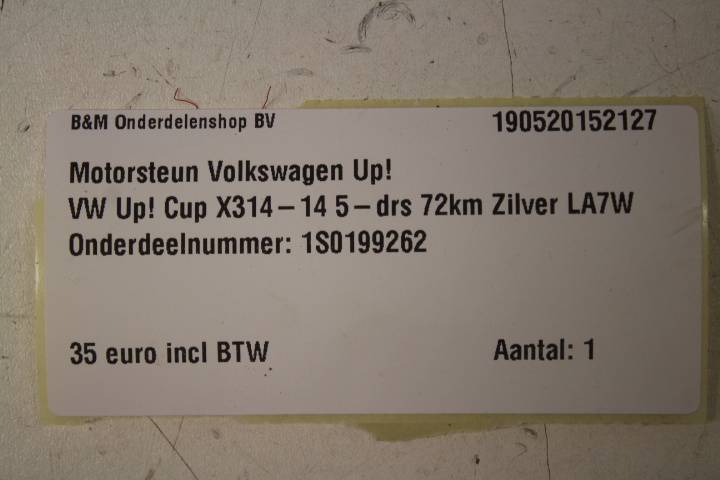 B&M Onderdelenshop BV 190520152127
Motorsteun Volkswagen Up!
VW Up! Cup X314-14 5-drs 72km Zilver LA7W
Onderdeelnummer: 1S0199262
35 euro incl BTW Aantal: 1